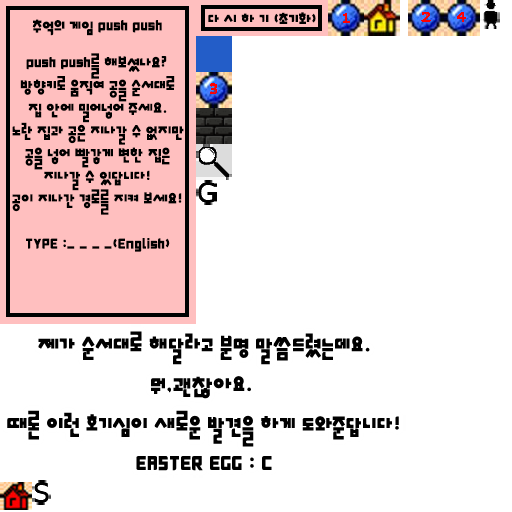 추억의 게임 push push
push push를 해보셨나요?
방향키로 움직여 공을 순서대로
집 안에 밀어넣어 주세요.
노란 집과 공은 지나갈 수 없지만
공을 넣어 빨갛게 변한 집은
지나갈 수 있답니다!
공이 지나간 경로를 지켜 보세요!
TYPE :_ _ _ _(English)
다 시 하 기 (초기화)
1
2 4
3
G
제가 순서대로 해달라고 분명 말씀드렸는데요.
뭐,괜찮아요.
때론 이런 호기심이 새로운 발견을 하게 도와준답니다!
EASTER EGG : C
S